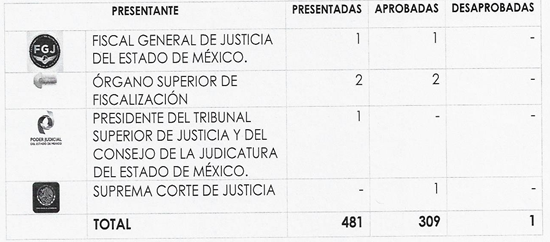 PRESENTANTE PRESENTADAS APROBADAS DESAPROBADAS
FGJ
FISCAL GENERAL DE JUSTICIA 1 1 -
DEL ESTADO DE MÉXICO.
ÓRGANO SUPERIOR DE 2 2 -
FISCALIZACIÓN
PRESIDENTE DEL TRIBUNAL 1 - -
SUPERIOR DE JUSTICIA Y DEL
PODER JUDICIAL
DEL ESTADO DE MÉXICO
CONSEJO DE LA JUDICATURA
DEL ESTADO DE MÉXICO.
SUPREMA CORTE DE JUSTICIA - 1 -
TOTAL 481 309 1